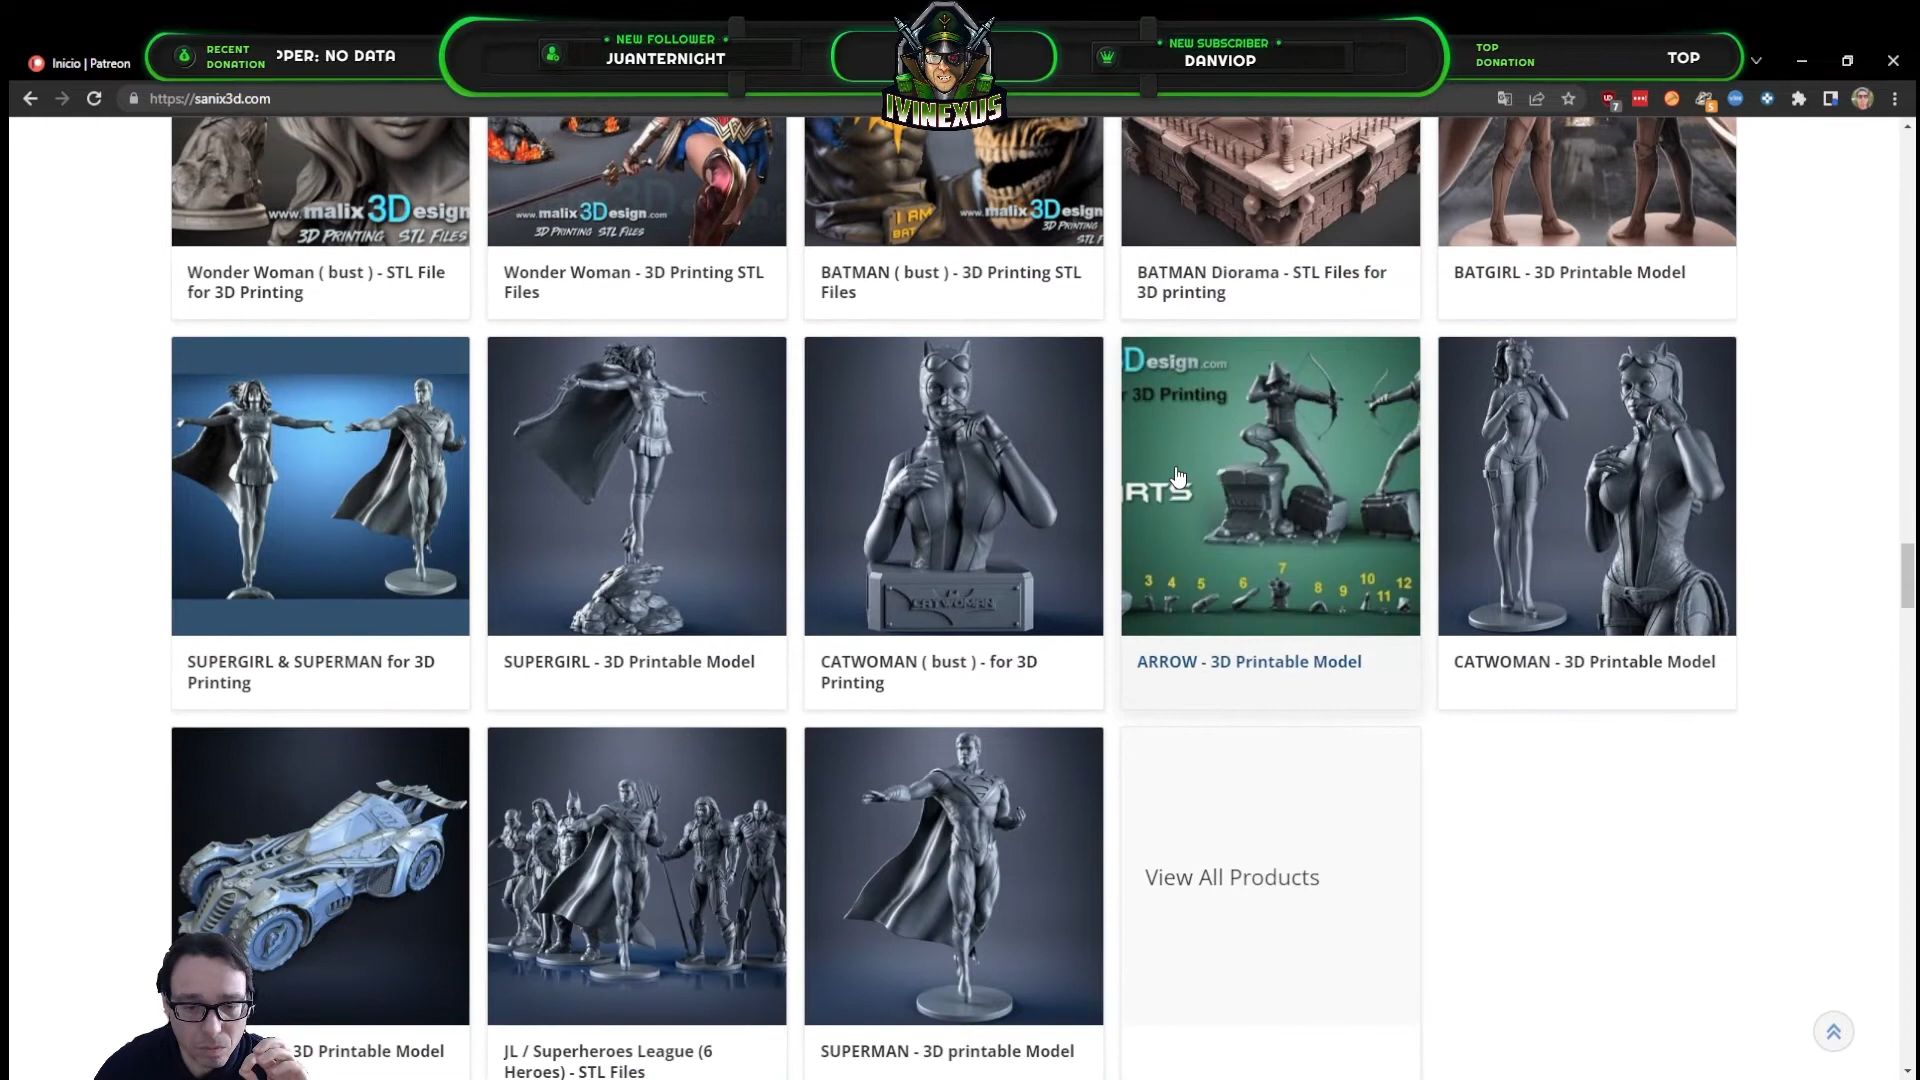 RECENT
DONATION
PPER: NO DATA
• NEW FOLLOWER •
JUANTERNIGHT
IVINEXUS
• NEW SUBSCRIBER •
DANVIOP
TOP
DONATION
TOP
Inicio | Patreon
https://sanix3d.com
7
5
www.malix3Design
3D PRINTING STL FILES
www.malix3Design.com
3D PRINTING STL FILES
I AM
BAT
www.malix3Design
3D PRINTING
STL F
Wonder Woman ( bust ) - STL File
for 3D Printing
Wonder Woman - 3D Printing STL
Files
BATMAN ( bust ) - 3D Printing STL
Files
BATMAN Diorama - STL Files for
3D printing
BATGIRL - 3D Printable Model
CATWOMAN
3Design.com
r 3D Printing
RTS
3 4 5 6 7 8 9 10 11 12
SUPERGIRL & SUPERMAN for 3D
Printing
SUPERGIRL - 3D Printable Model
CATWOMAN ( bust ) - for 3D
Printing
ARROW - 3D Printable Model
CATWOMAN - 3D Printable Model
View All Products
3D Printable Model
JL / Superheroes League (6
Heroes) - STL Files
SUPERMAN - 3D printable Model